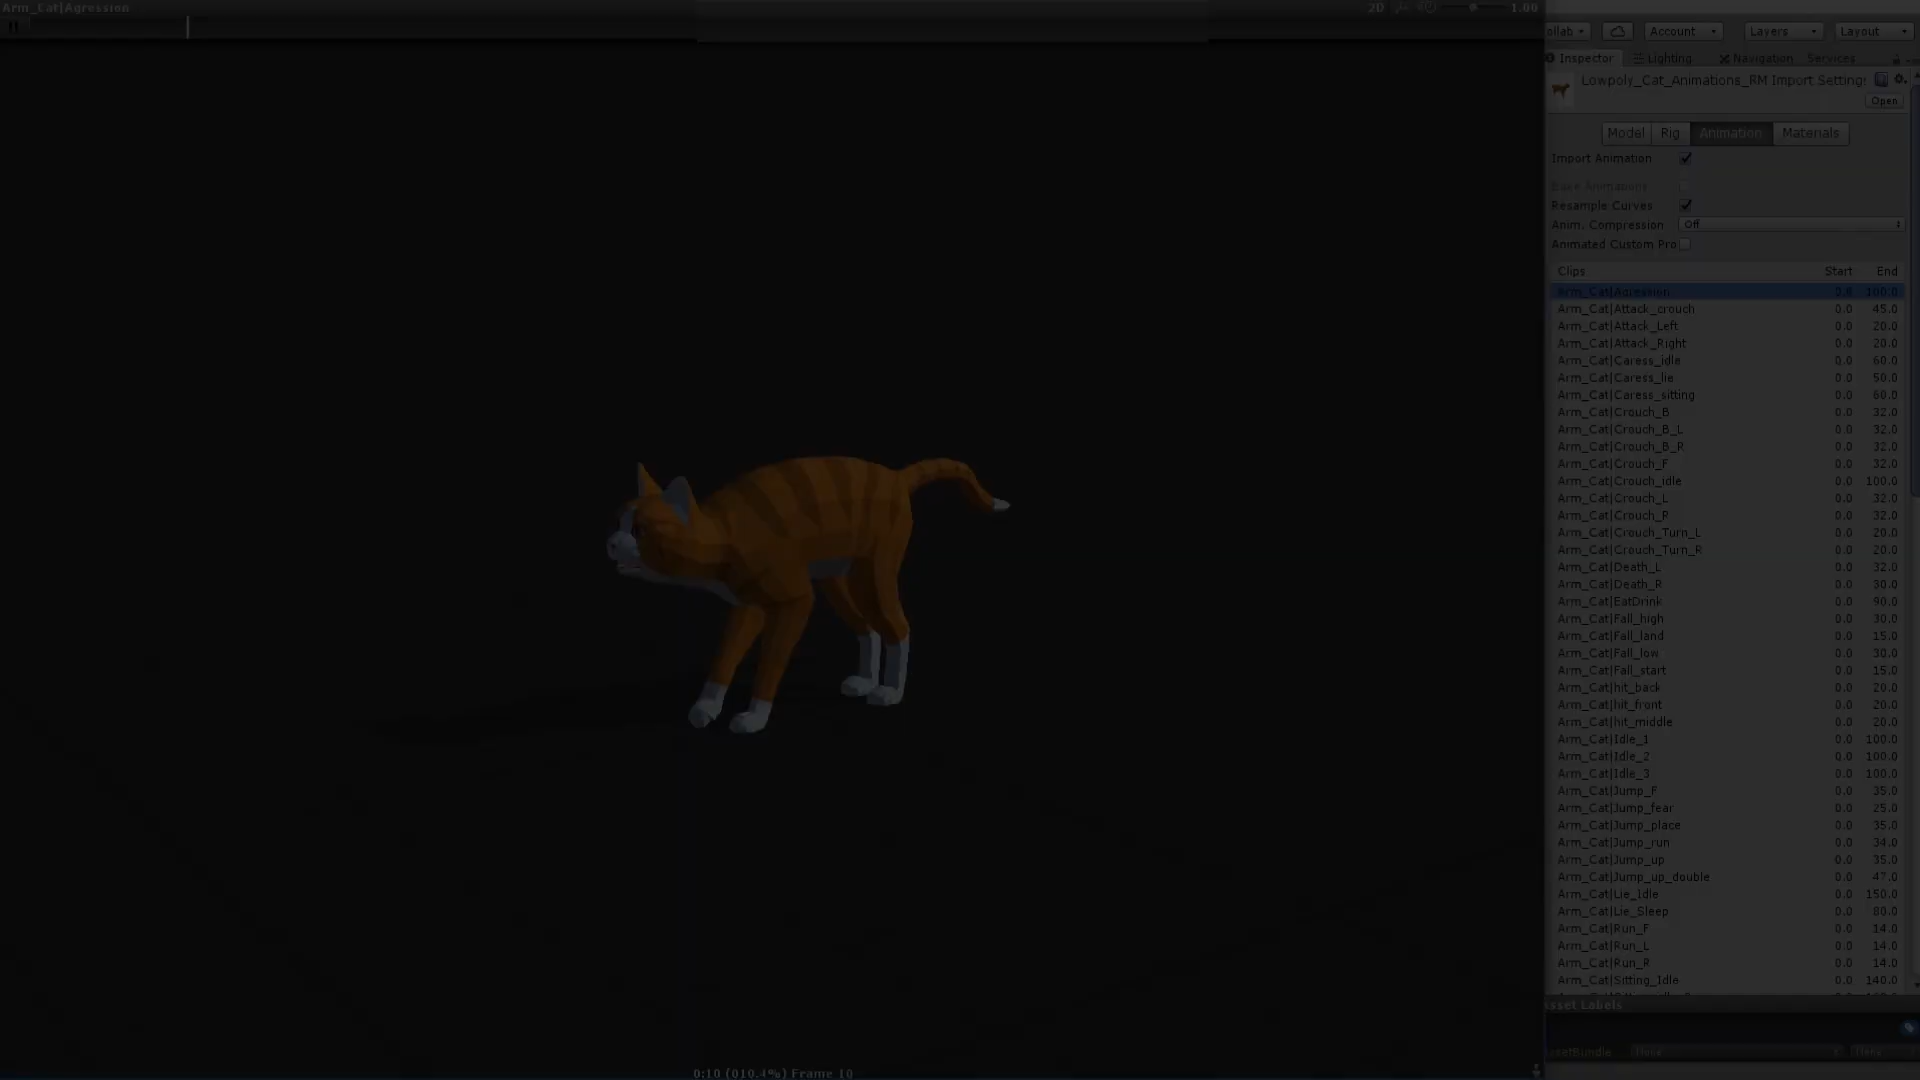 Arm_Cat|Agression
2D 1.00
ollab Account Layers Layout
Inspector Lighting Navigation Services
Lowpoly_Cat_Animations_RM Import Settings
Open
Model Rig Animation Materials
Import Animation
Bake Animations
Resample Curves
Anim. Compression Off
Animated Custom Pro
Clips Start End
Arm_Cat|Agression 0.0 100.0
Arm_Cat|Attack_crouch 0.0 45.0
Arm_Cat|Attack_Left 0.0 20.0
Arm_Cat|Attack_Right 0.0 20.0
Arm_Cat|Caress_idle 0.0 60.0
Arm_Cat|Caress_lie 0.0 50.0
Arm_Cat|Caress_sitting 0.0 60.0
Arm_Cat|Crouch_B 0.0 32.0
Arm_Cat|Crouch_B_L 0.0 32.0
Arm_Cat|Crouch_B_R 0.0 32.0
Arm_Cat|Crouch_F 0.0 32.0
Arm_Cat|Crouch_idle 0.0 100.0
Arm_Cat|Crouch_L 0.0 32.0
Arm_Cat|Crouch_R 0.0 32.0
Arm_Cat|Crouch_Turn_L 0.0 20.0
Arm_Cat|Crouch_Turn_R 0.0 20.0
Arm_Cat|Death_L 0.0 32.0
Arm_Cat|Death_R 0.0 30.0
Arm_Cat|EatDrink 0.0 90.0
Arm_Cat|Fall_high 0.0 30.0
Arm_Cat|Fall_land 0.0 15.0
Arm_Cat|Fall_low 0.0 30.0
Arm_Cat|Fall_start 0.0 15.0
Arm_Cat|hit_back 0.0 20.0
Arm_Cat|hit_front 0.0 20.0
Arm_Cat|hit_middle 0.0 20.0
Arm_Cat|Idle_1 0.0 100.0
Arm_Cat|Idle_2 0.0 100.0
Arm_Cat|Idle_3 0.0 100.0
Arm_Cat|Jump_F 0.0 35.0
Arm_Cat|Jump_fear 0.0 25.0
Arm_Cat|Jump_place 0.0 35.0
Arm_Cat|Jump_run 0.0 34.0
Arm_Cat|Jump_up 0.0 35.0
Arm_Cat|Jump_up_double 0.0 47.0
Arm_Cat|Lie_Idle 0.0 150.0
Arm_Cat|Lie_Sleep 0.0 80.0
Arm_Cat|Run_F 0.0 14.0
Arm_Cat|Run_L 0.0 14.0
Arm_Cat|Run_R 0.0 14.0
Arm_Cat|Sitting_Idle 0.0 140.0
Asset Labels
ssetBundle None None
0:10 (010.4%) Frame 10